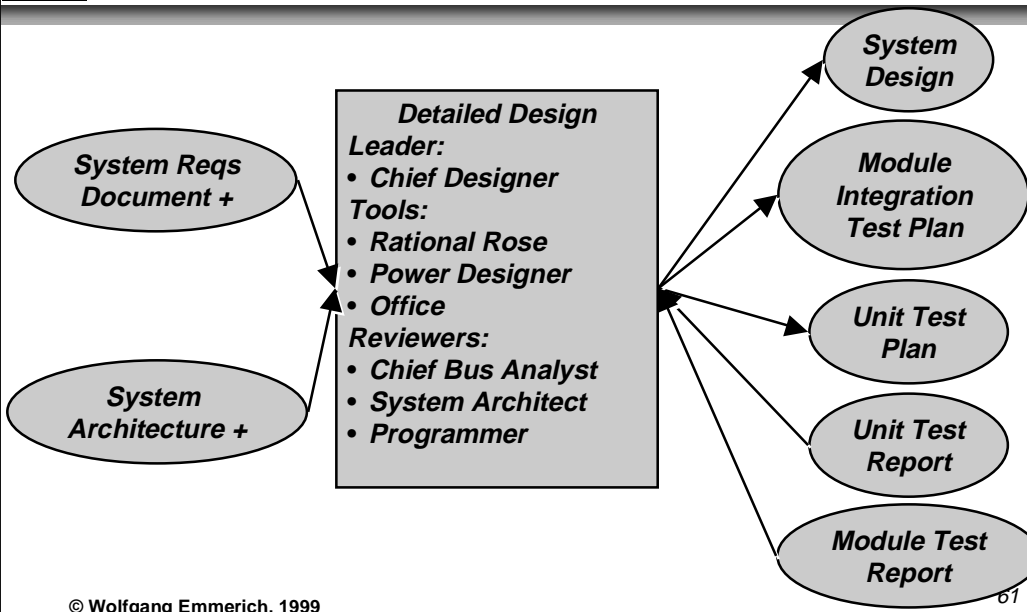 System Reqs
Document +
System
Architecture +
Detailed Design
Leader:
• Chief Designer
Tools:
• Rational Rose
• Power Designer
• Office
Reviewers:
• Chief Bus Analyst
• System Architect
• Programmer
System
Design
Module
Integration
Test Plan
Unit Test
Plan
Unit Test
Report
Module Test
Report
© Wolfgang Emmerich, 1999
61